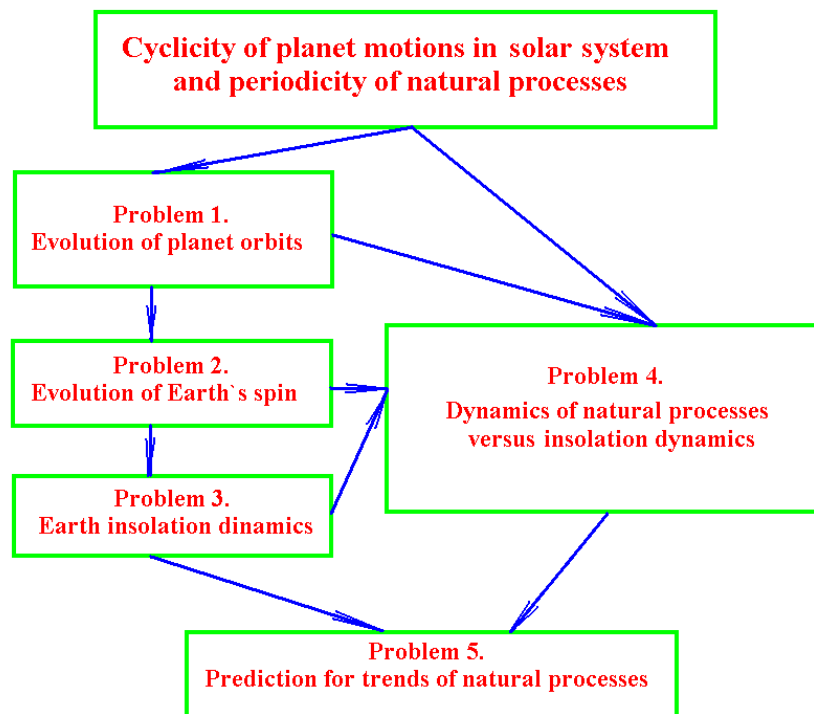 Cyclicity of planet motions in solar system
and periodicity of natural processes
Problem 1.
Evolution of planet orbits
Problem 2.
Evolution of Earth`s spin
Problem 3.
Earth insolation dinamics
Problem 4.
Dynamics of natural processes
versus insolation dynamics
Problem 5.
Prediction for trends of natural processes